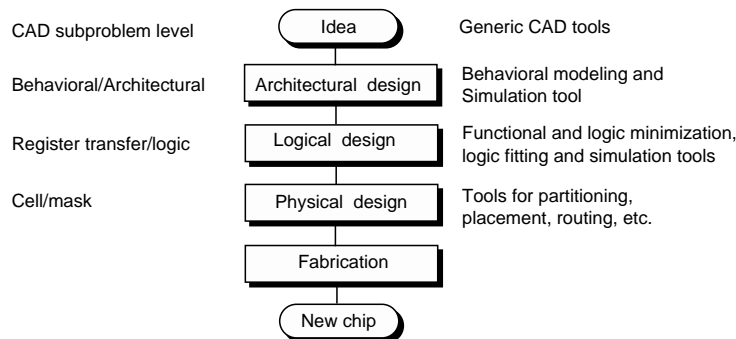 CAD subproblem level
Idea
Generic CAD tools
Behavioral/Architectural
Architectural design
Behavioral modeling and
Simulation tool
Register transfer/logic
Logical design
Functional and logic minimization,
logic fitting and simulation tools
Cell/mask
Physical design
Tools for partitioning,
placement, routing, etc.
Fabrication
New chip